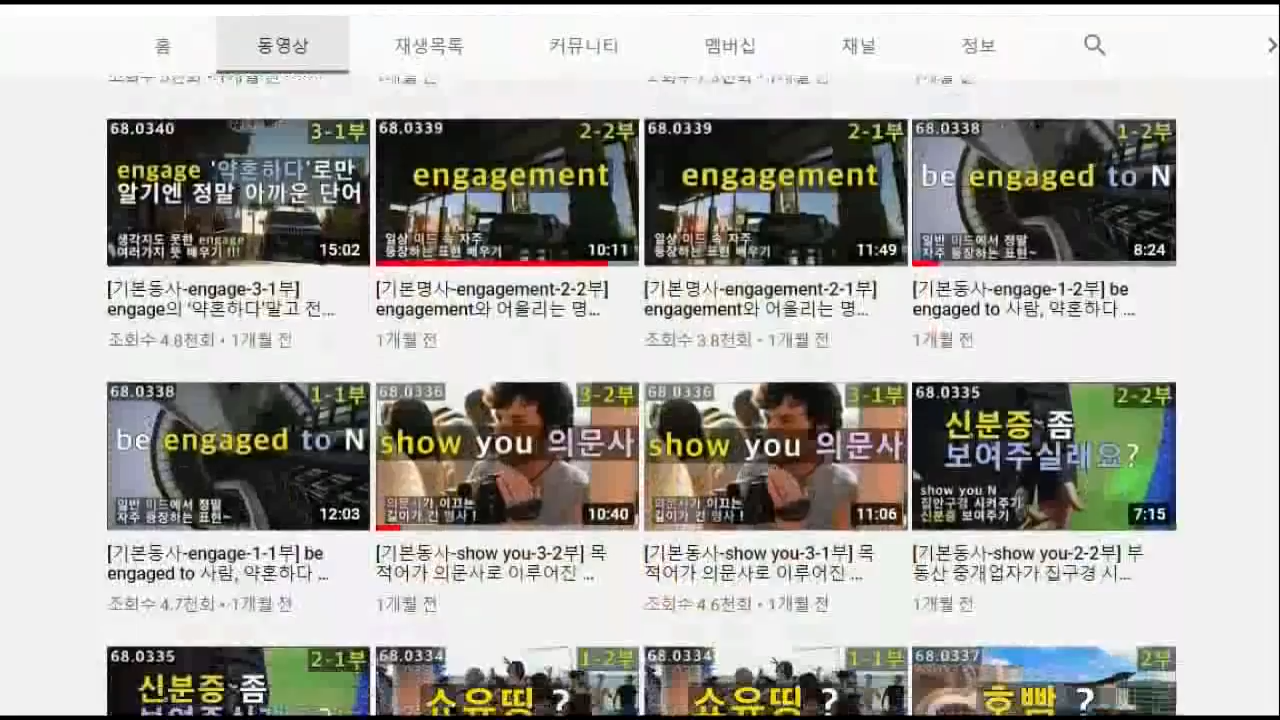 홈 동영상 재생목록 커뮤니티 멤버십 채널 정보
68.0340 3-1부
engage '약혼하다'로만
알기엔 정말 아까운 단어
생각지도 못한 engage
여러가지 뜻 배우기 !!!
15:02
68.0339 2-2부
engagement
일상 미드 속 자주
등장하는 표현 배우기
10:11
68.0339 2-1부
engagement
일상 미드 속 자주
등장하는 표현 배우기
11:49
68.0338 1-2부
be engaged to N
일반 미드에서 정말
자주 등장하는 표현~
8:24
[기본동사-engage-3-1부]
engage의 '약혼하다'말고 전...
조회수 4.8천회 • 1개월 전
[기본명사-engagement-2-2부]
engagement와 어울리는 명...
1개월 전
[기본명사-engagement-2-1부]
engagement와 어울리는 명...
조회수 3.8천회 • 1개월 전
[기본동사-engage-1-2부] be
engaged to 사람, 약혼하다 ...
1개월 전
68.0338 1-1부
be engaged to N
일반 미드에서 정말
자주 등장하는 표현~
12:03
68.0336 3-2부
show you 의문사
의문사가 이끄는
길이가 긴 명사 !
10:40
68.0336 3-1부
show you 의문사
의문사가 이끄는
길이가 긴 명사 !
11:06
68.0335 2-2부
신분증 좀
보여주실래요?
show you N
집안구경 시켜주기
신분증 보여주기
7:15
[기본동사-engage-1-1부] be
engaged to 사람, 약혼하다 ...
조회수 4.7천회 • 1개월 전
[기본동사-show you-3-2부] 목
적어가 의문사로 이루어진 ...
1개월 전
[기본동사-show you-3-1부] 목
적어가 의문사로 이루어진 ...
조회수 4.6천회 • 1개월 전
[기본동사-show you-2-2부] 부
동산 중개업자가 집구경 시...
1개월 전
68.0335 2-1부
신분증 좀
68.0334 1-2부
쇼유띵 ?
68.0334 1-1부
쇼유띵 ?
68.0337 2부
호빵 ?